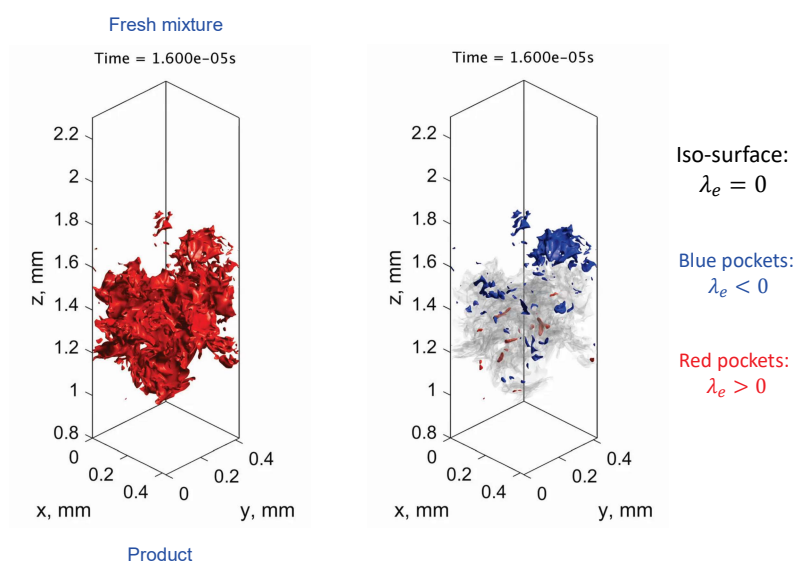 Fresh mixture
Time = 1.600e-05s
2.2
2
1.8
1.6
1.4
1.2
1
0.8
z, mm
0
0.2
0.4
x, mm
0
0.2
0.4
y, mm
Product
Time = 1.600e-05s
2.2
2
1.8
1.6
1.4
1.2
1
0.8
z, mm
0
0.2
0.4
x, mm
0
0.2
0.4
y, mm
Iso-surface:
λₑ = 0
Blue pockets:
λₑ < 0
Red pockets:
λₑ > 0